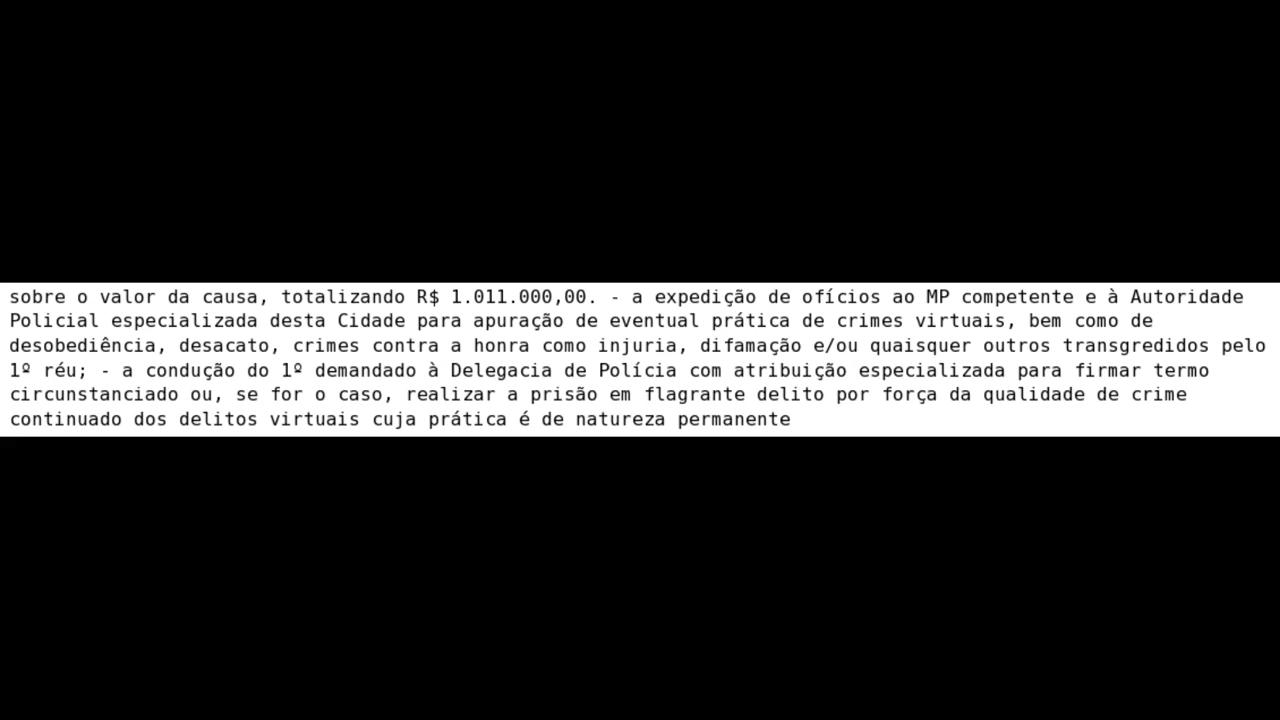 sobre o valor da causa, totalizando R$ 1.011.000,00. - a expedição de ofícios ao MP competente e à Autoridade
Policial especializada desta Cidade para apuração de eventual prática de crimes virtuais, bem como de
desobediência, desacato, crimes contra a honra como injuria, difamação e/ou quaisquer outros transgredidos pelo
1º réu; - a condução do 1º demandado à Delegacia de Polícia com atribuição especializada para firmar termo
circunstanciado ou, se for o caso, realizar a prisão em flagrante delito por força da qualidade de crime
continuado dos delitos virtuais cuja prática é de natureza permanente